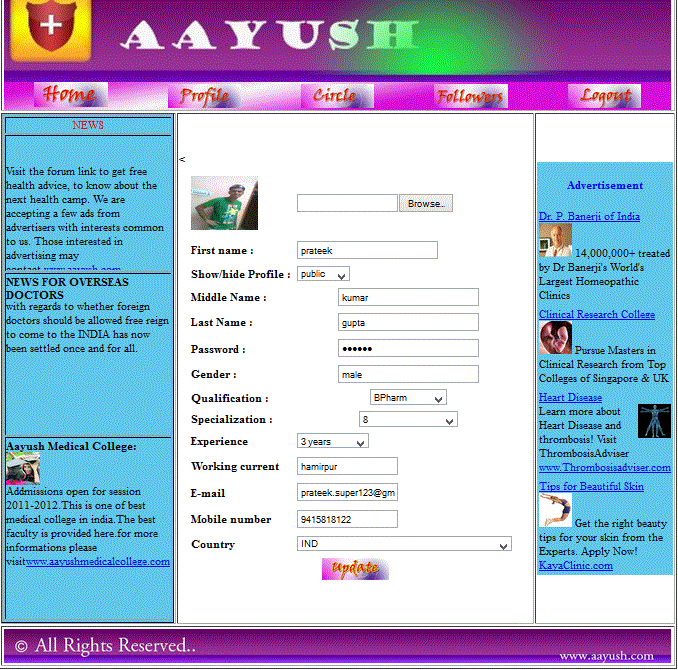 AAYUSH
Home Profile Circle Followers Logout
NEWS
Visit the forum link to get free
health advice, to know about the
next health camp. We are
accepting a few ads from
advertisers with interests common
to us. Those interested in
advertising may
contact www.aayush.com
NEWS FOR OVERSEAS
DOCTORS
with regards to whether foreign
doctors should be allowed free reign
to come to the INDIA has now
been settled once and for all.
Aayush Medical College:
Addmissions open for session
2011-2012.This is one of best
medical college in india.The best
faculty is provided here.for more
informations please
visitwww.aayushmedicalcollege.com
<
Browse..
First name : prateek
Show/hide Profile : public
Middle Name : kumar
Last Name : gupta
Password : ••••••
Gender : male
Qualification : BPharm
Specialization : 8
Experience 3 years
Working current hamirpur
E-mail prateek.super123@gm
Mobile number 9415818122
Country IND
Update
Advertisement
Dr. P. Banerji of India
14,000,000+ treated
by Dr Banerji's World's
Largest Homeopathic
Clinics
Clinical Research College
Pursue Masters in
Clinical Research from Top
Colleges of Singapore & UK
Heart Disease
Learn more about
Heart Disease and
thrombosis! Visit
ThrombosisAdviser
www.Thrombosisadviser.com
Tips for Beautiful Skin
Get the right beauty
tips for your skin from the
Experts. Apply Now!
KayaClinic.com
© All Rights Reserved..
www.aayush.com